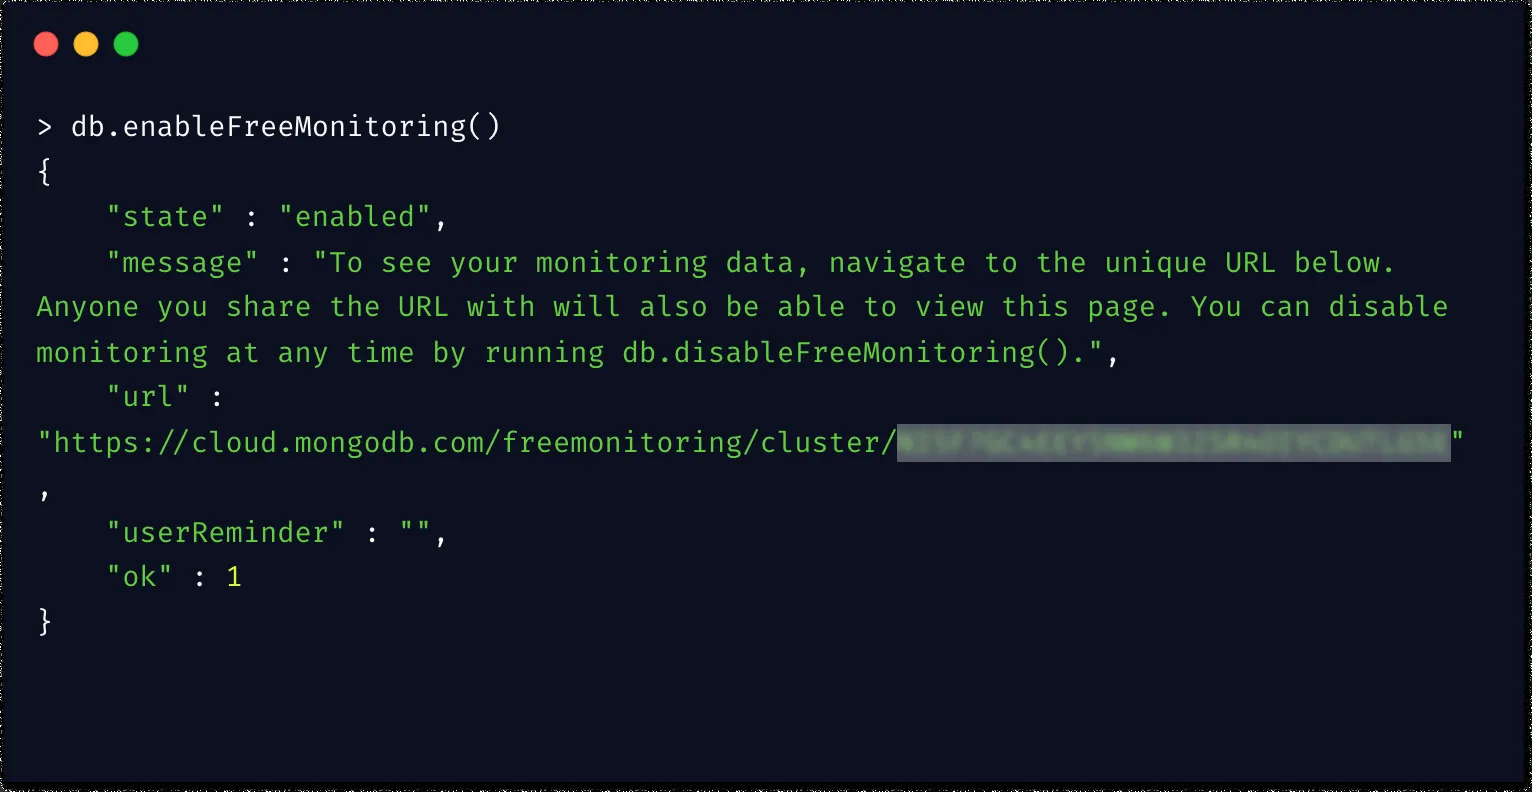 > db.enableFreeMonitoring()
{
"state" : "enabled",
"message" : "To see your monitoring data, navigate to the unique URL below.
Anyone you share the URL with will also be able to view this page. You can disable
monitoring at any time by running db.disableFreeMonitoring().",
"url" :
"https://cloud.mongodb.com/freemonitoring/cluster/"
,
"userReminder" : "",
"ok" : 1
}